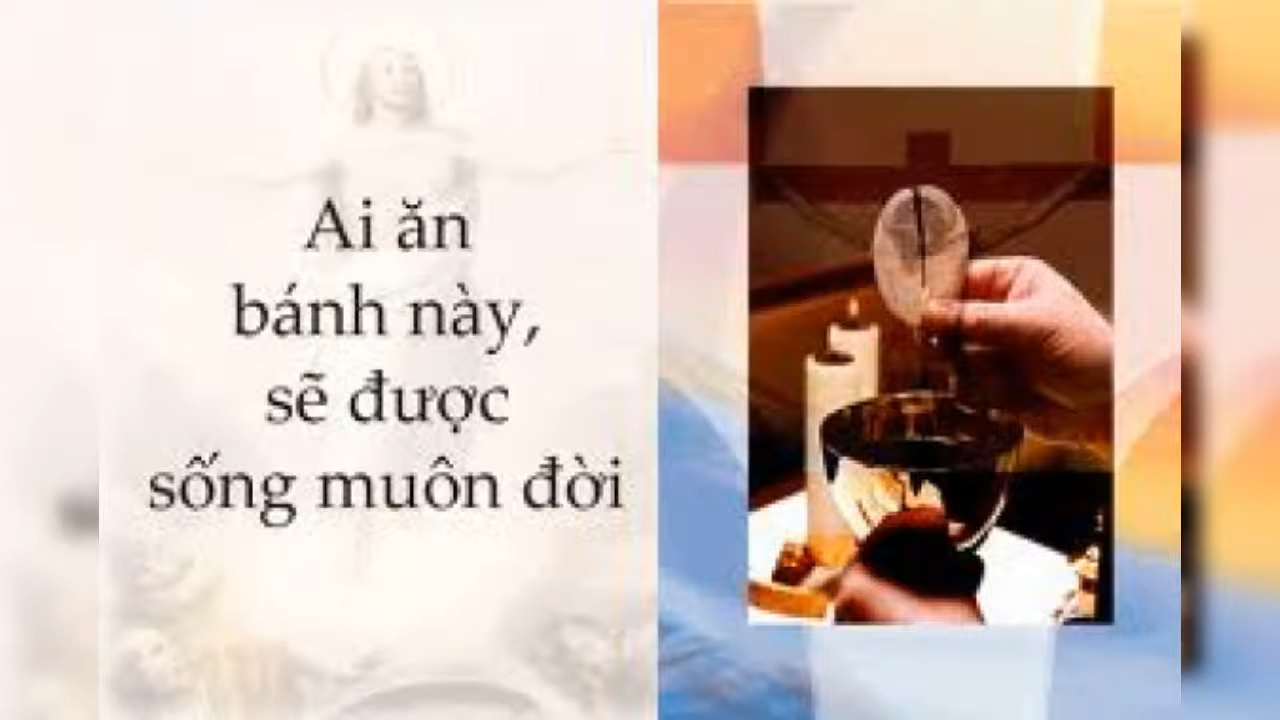 Ai ăn
bánh này,
sẽ được
sống muôn đời